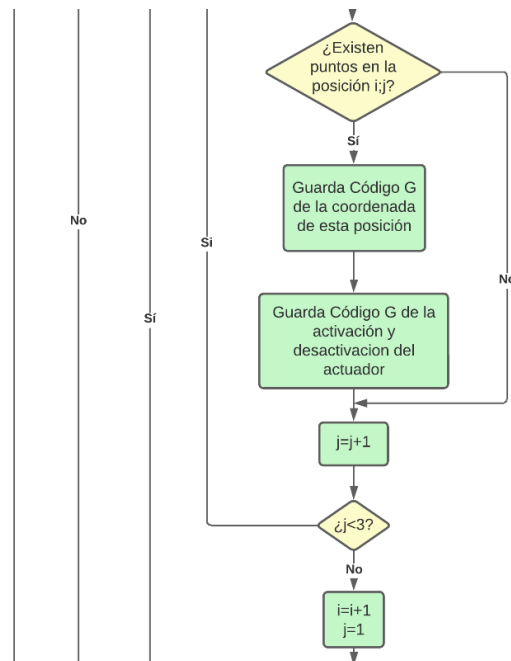 ¿Existen
puntos en la
posición i;j?
Sí
Guarda Código G
de la coordenada
de esta posición
No
Si
No
Sí
Guarda Código G de la
activación y
desactivacion del
actuador
j=j+1
¿j<3?
No
i=i+1
j=1